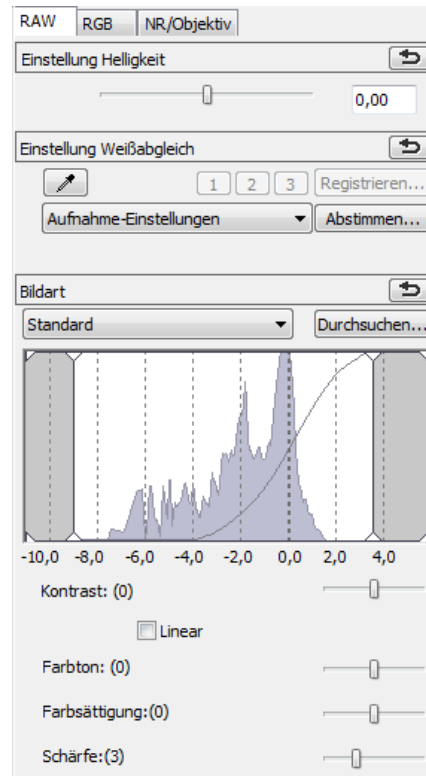 RAW RGB NR/Objektiv
Einstellung Helligkeit
0,00
Einstellung Weißabgleich
1 2 3 Registrieren...
Aufnahme-Einstellungen Abstimmen...
Bildart
Standard Durchsuchen...
-10,0 -8,0 -6,0 -4,0 -2,0 0,0 2,0 4,0
Kontrast: (0)
Linear
Farbton: (0)
Farbsättigung:(0)
Schärfe:(3)